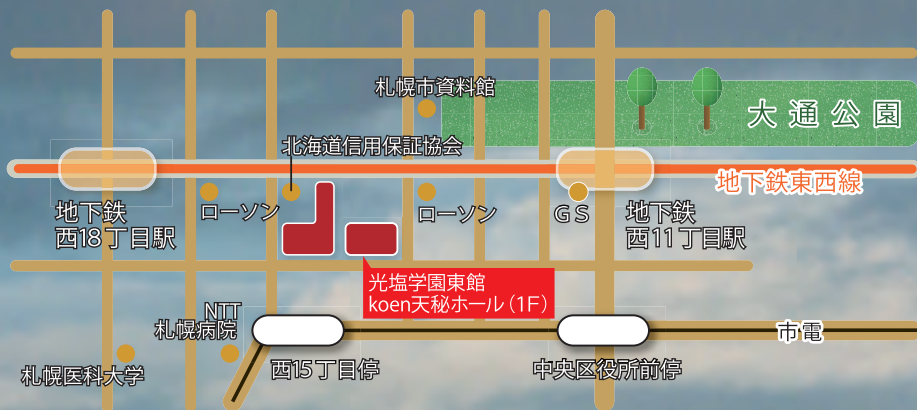 札幌市資料館
大通公園
北海道信用保証協会
地下鉄東西線
地下鉄
西18丁目駅
ローソン
ローソン
GS
地下鉄
西11丁目駅
光塩学園東館
koen天秘ホール（1F）
NTT
札幌病院
市電
札幌医科大学
西15丁目停
中央区役所前停